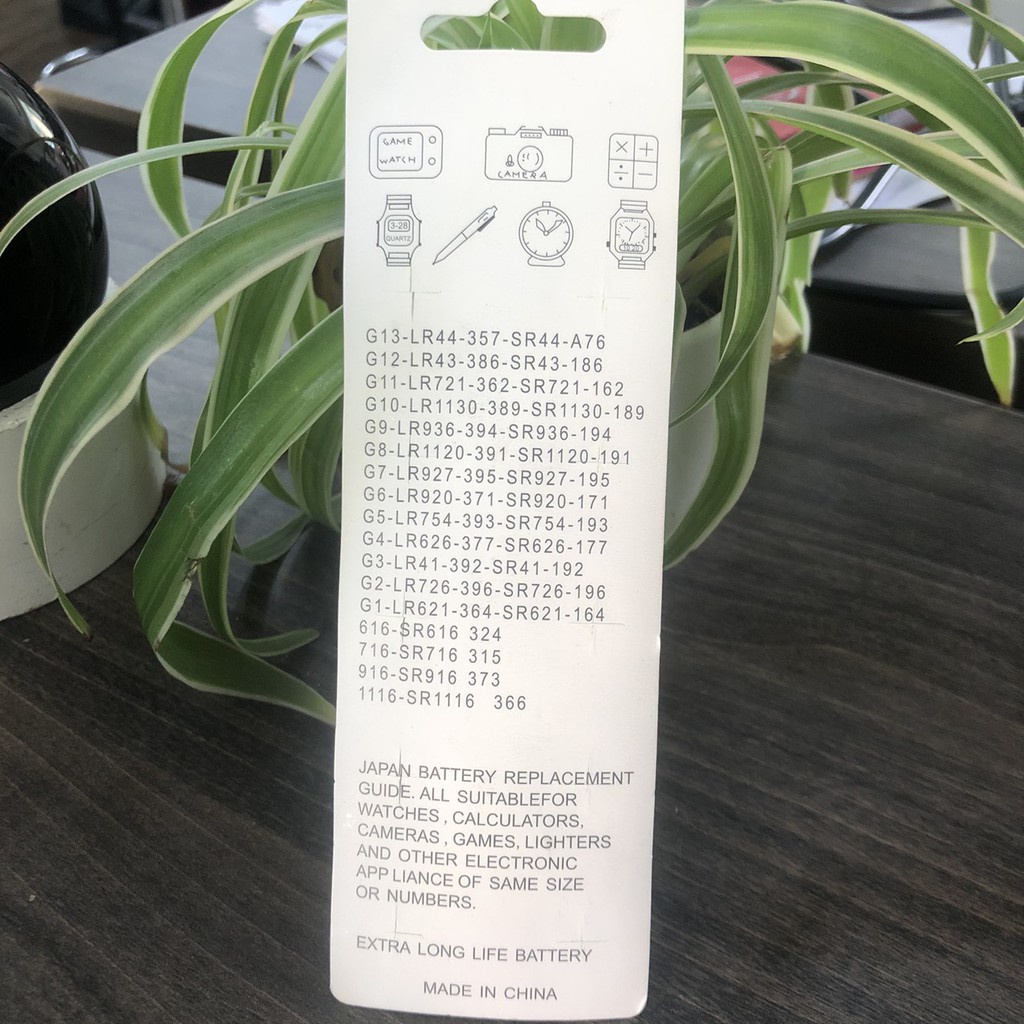 GAME
WATCH
CAMERA
3-28
QUARTZ
G13-LR44-357-SR44-A76
G12-LR43-386-SR43-186
G11-LR721-362-SR721-162
G10-LR1130-389-SR1130-189
G9-LR936-394-SR936-194
G8-LR1120-391-SR1120-191
G7-LR927-395-SR927-195
G6-LR920-371-SR920-171
G5-LR754-393-SR754-193
G4-LR626-377-SR626-177
G3-LR41-392-SR41-192
G2-LR726-396-SR726-196
G1-LR621-364-SR621-164
616-SR616 324
716-SR716 315
916-SR916 373
1116-SR1116 366
JAPAN BATTERY REPLACEMENT
GUIDE. ALL SUITABLEFOR
WATCHES , CALCULATORS,
CAMERAS , GAMES, LIGHTERS
AND OTHER ELECTRONIC
APP LIANCE OF SAME SIZE
OR NUMBERS.
EXTRA LONG LIFE BATTERY
MADE IN CHINA